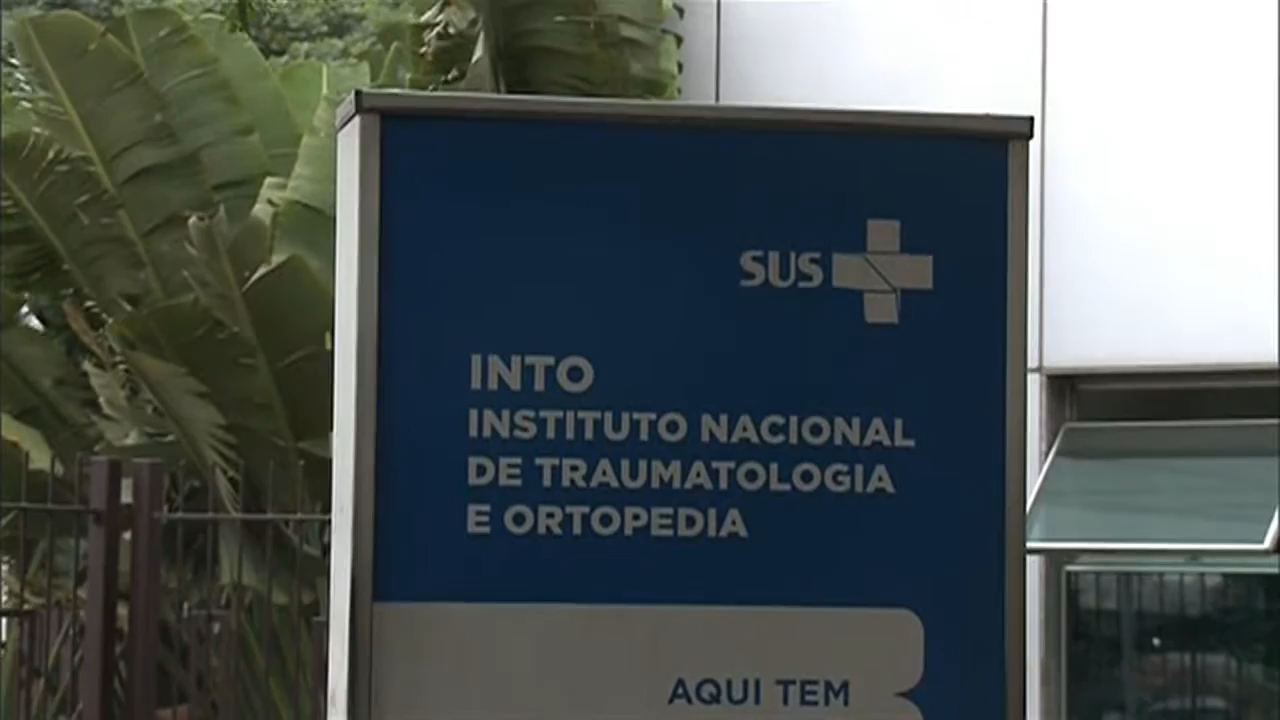 SUS
INTO
INSTITUTO NACIONAL
DE TRAUMATOLOGIA
E ORTOPEDIA
AQUI TEM